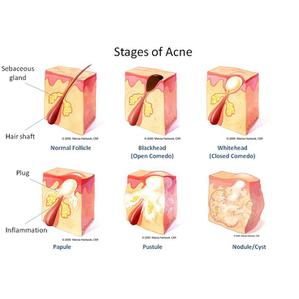 Stages of Acne
Sebaceous
gland
Hair shaft
Normal Follicle
Blackhead
(Open Comedo)
Whitehead
(Closed Comedo)
Plug
Inflammation
Papule
Pustule
Nodule/Cyst